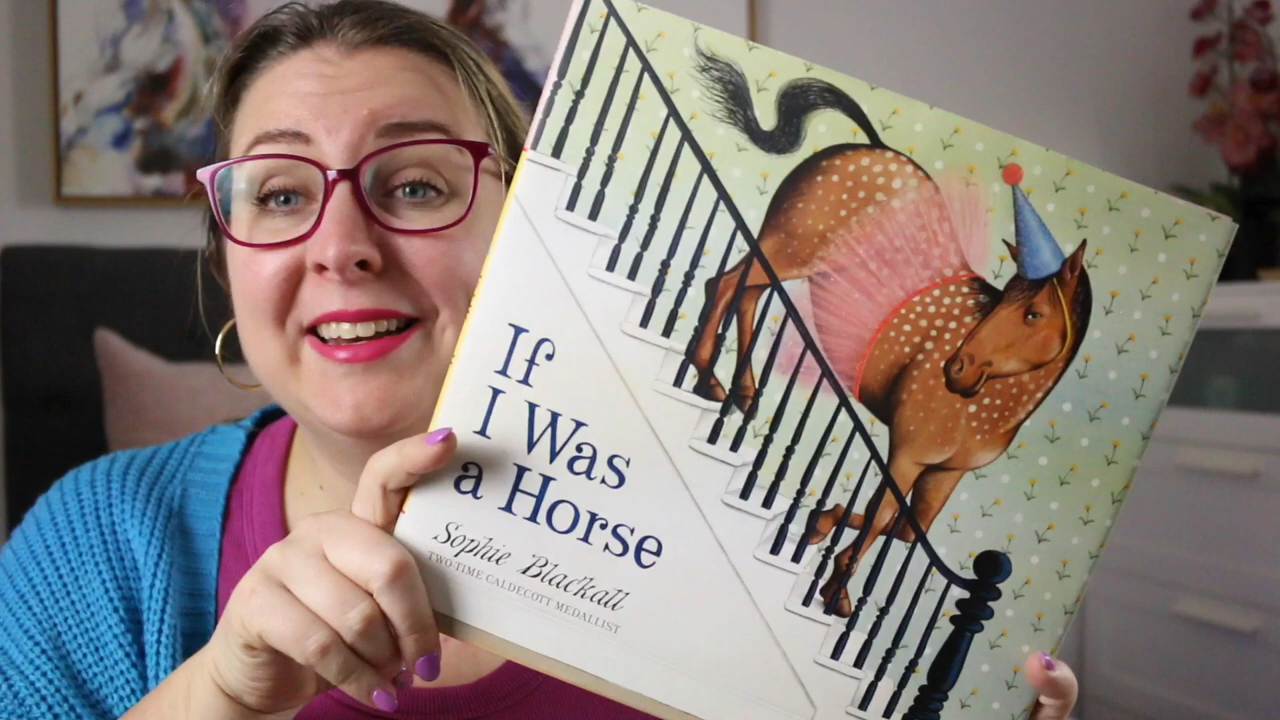 If
I Was
a Horse
Sophie Blackall
TWO-TIME CALDECOTT MEDALLIST